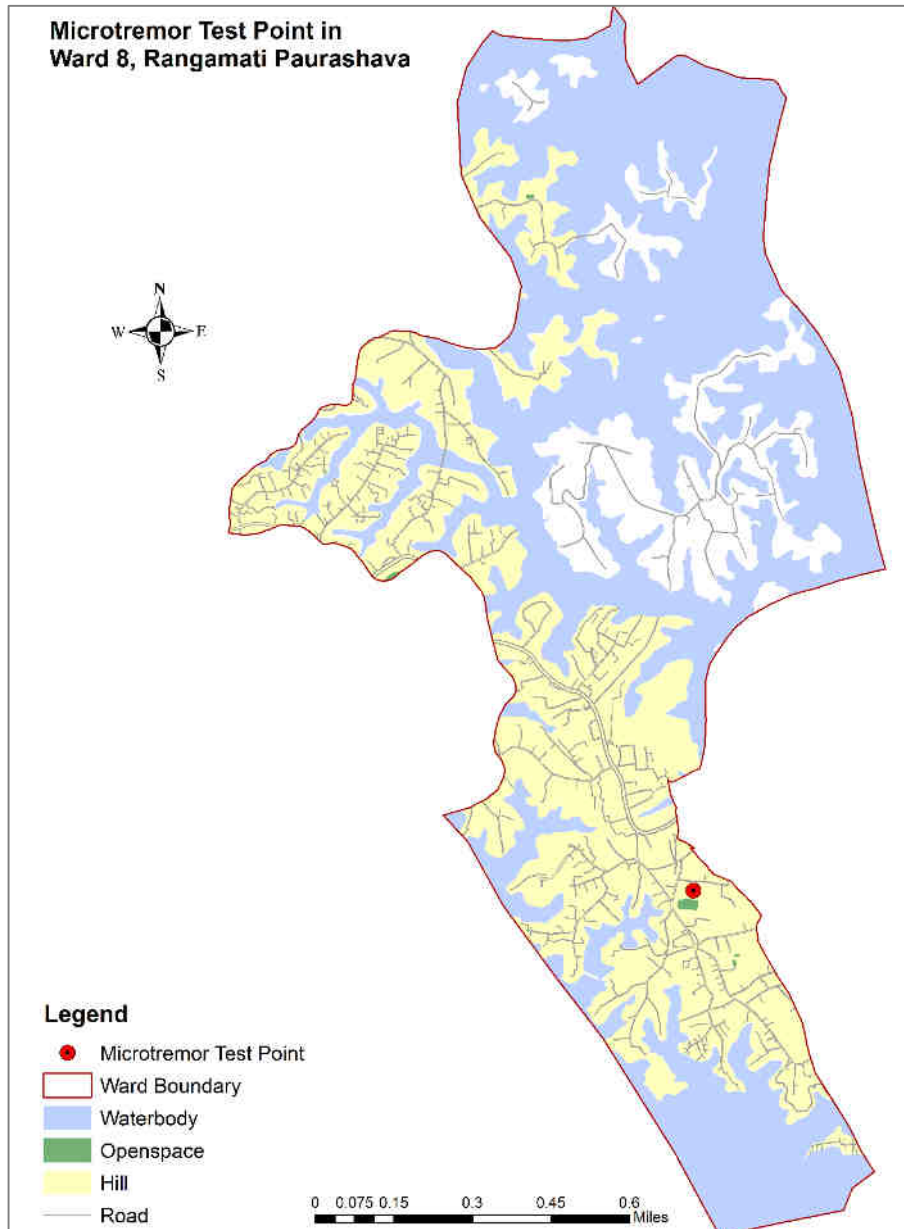 Microtremor Test Point in
Ward 8, Rangamati Paurashava
N
W E
S
Legend
Microtremor Test Point
Ward Boundary
Waterbody
Openspace
Hill
Road
0 0.075 0.15 0.3 0.45 0.6
Miles